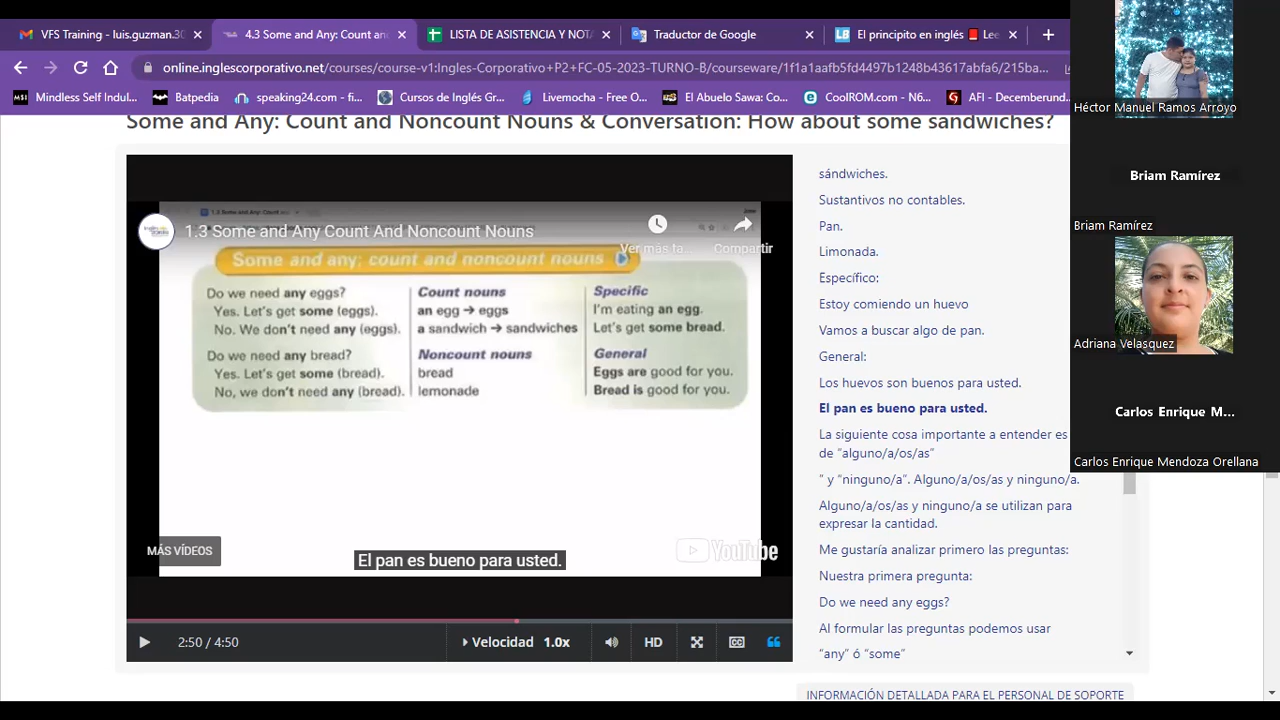 VFS Training - luis.guzman.30
4.3 Some and Any: Count and
LISTA DE ASISTENCIA Y NOTA
Traductor de Google
El principito en inglés 📕 Lee
online.inglescorporativo.net/courses/course-v1:Ingles-Corporativo+P2+FC-05-2023-TURNO-B/courseware/1f1a1aafb5fd4497b1248b43617abfa6/215ba...
Mindless Self Indul...
Batpedia
speaking24.com - fi...
Cursos de Inglés Gr...
Livemocha - Free O...
El Abuelo Sawa: Co...
CoolROM.com - N6...
AFI - Decemberund
Some and Any: Count and Noncount Nouns & Conversation: How about some sandwiches?
1.3 Some and Any Count And Noncount Nouns
Ver más ta...
Compartir
Some and any; count and noncount nouns
Do we need any eggs?
Yes. Let's get some (eggs).
No. We don't need any (eggs).
Do we need any bread?
Yes. Let's get some (bread).
No, we don't need any (bread).
Count nouns
an egg → eggs
a sandwich → sandwiches
Noncount nouns
bread
lemonade
Specific
I'm eating an egg.
Let's get some bread.
General
Eggs are good for you.
Bread is good for you.
MÁS VÍDEOS
El pan es bueno para usted.
YouTube
2:50 / 4:50
Velocidad 1.0x
HD
CC
sándwiches.
Sustantivos no contables.
Pan.
Limonada.
Específico:
Estoy comiendo un huevo
Vamos a buscar algo de pan.
General:
Los huevos son buenos para usted.
El pan es bueno para usted.
La siguiente cosa importante a entender es
de "alguno/a/os/as"
" y "ninguno/a". Alguno/a/os/as y ninguno/a.
Alguno/a/os/as y ninguno/a se utilizan para
expresar la cantidad.
Me gustaría analizar primero las preguntas:
Nuestra primera pregunta:
Do we need any eggs?
Al formular las preguntas podemos usar
"any" ó "some"
INFORMACIÓN DETALLADA PARA EL PERSONAL DE SOPORTE
Héctor Manuel Ramos Arroyo
Briam Ramírez
Briam Ramírez
Adriana Velasquez
Carlos Enrique M...
Carlos Enrique Mendoza Orellana